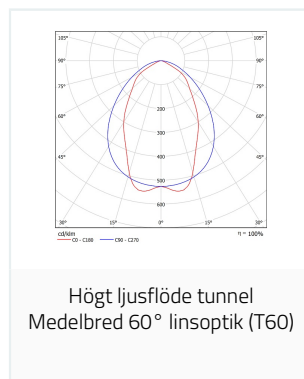 105° 105°
90° 90°
75° 75°
200
60° 60°
300
400
45° 45°
500
600
30° 15° 0° 15° 30°
cd/klm η = 100%
C0 - C180 C90 - C270
Högt ljusflöde tunnel
Medelbred 60° linsoptik (T60)